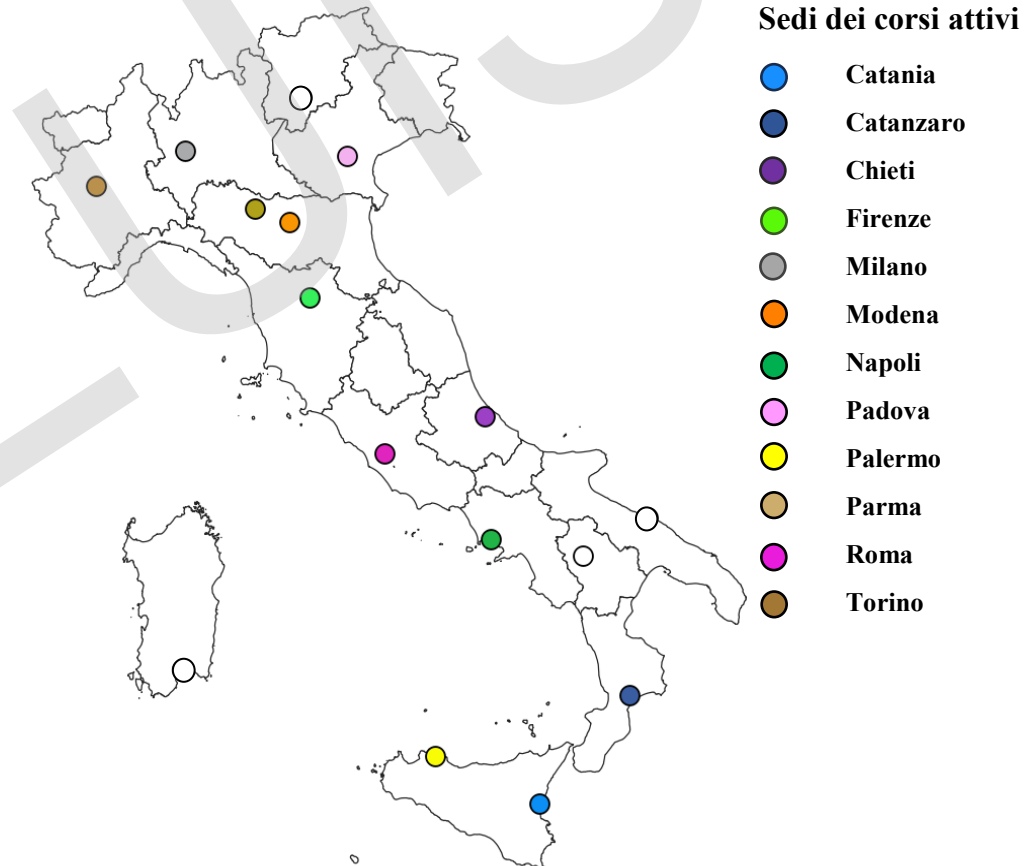 Sedi dei corsi attivi
Catania
Catanzaro
Chieti
Firenze
Milano
Modena
Napoli
Padova
Palermo
Parma
Roma
Torino